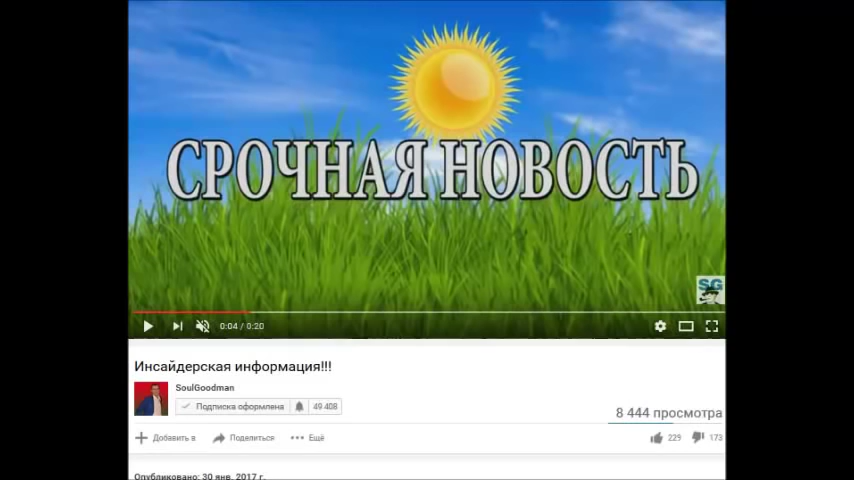 СРОЧНАЯ НОВОСТЬ
SG
0:04 / 0:20
Инсайдерская информация!!!
SoulGoodman
Подписка оформлена 49 408
8 444 просмотра
Добавить в Поделиться Ещё 229 173
Опубликовано: 30 янв. 2017 г.